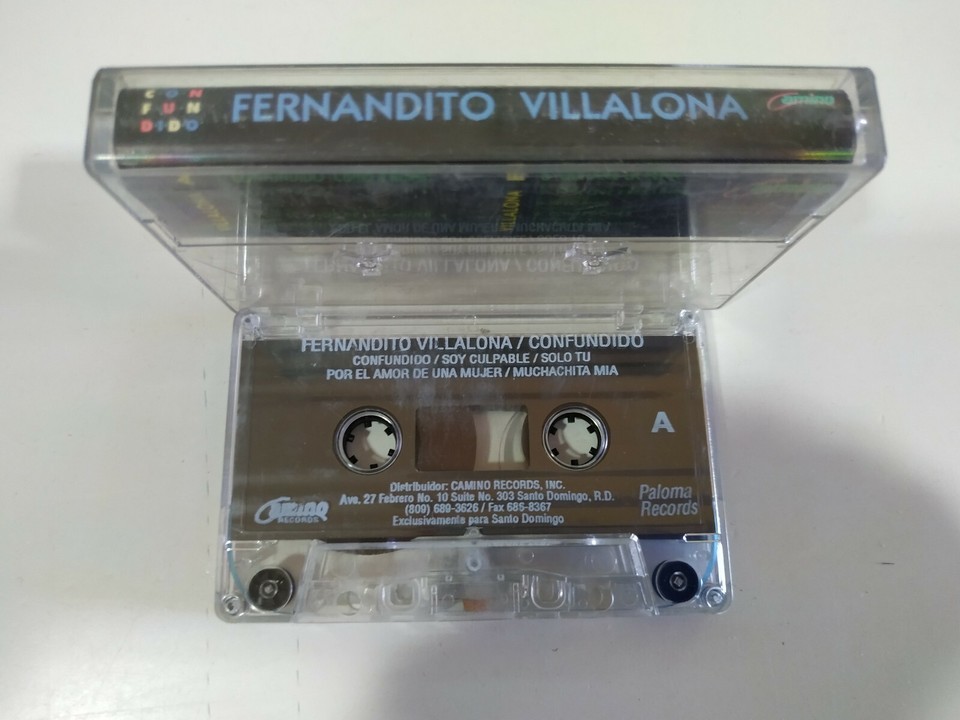 CON
FUN
DIDO
FERNANDITO VILLALONA
Camino
VILLALONA
FERNANDITO VILLALONA / CONFUNDIDO
CONFUNDIDO / SOY CULPABLE / SOLO TU
POR EL AMOR DE UNA MUJER / MUCHACHITA MIA
A
Distribuidor: CAMINO RECORDS, INC.
Ave. 27 Febrero No. 10 Suite No. 303 Santo Domingo, R.D.
(809) 689-3626 / Fax 685-8367
Exclusivamente para Santo Domingo
Camino
RECORDS
Paloma
Records